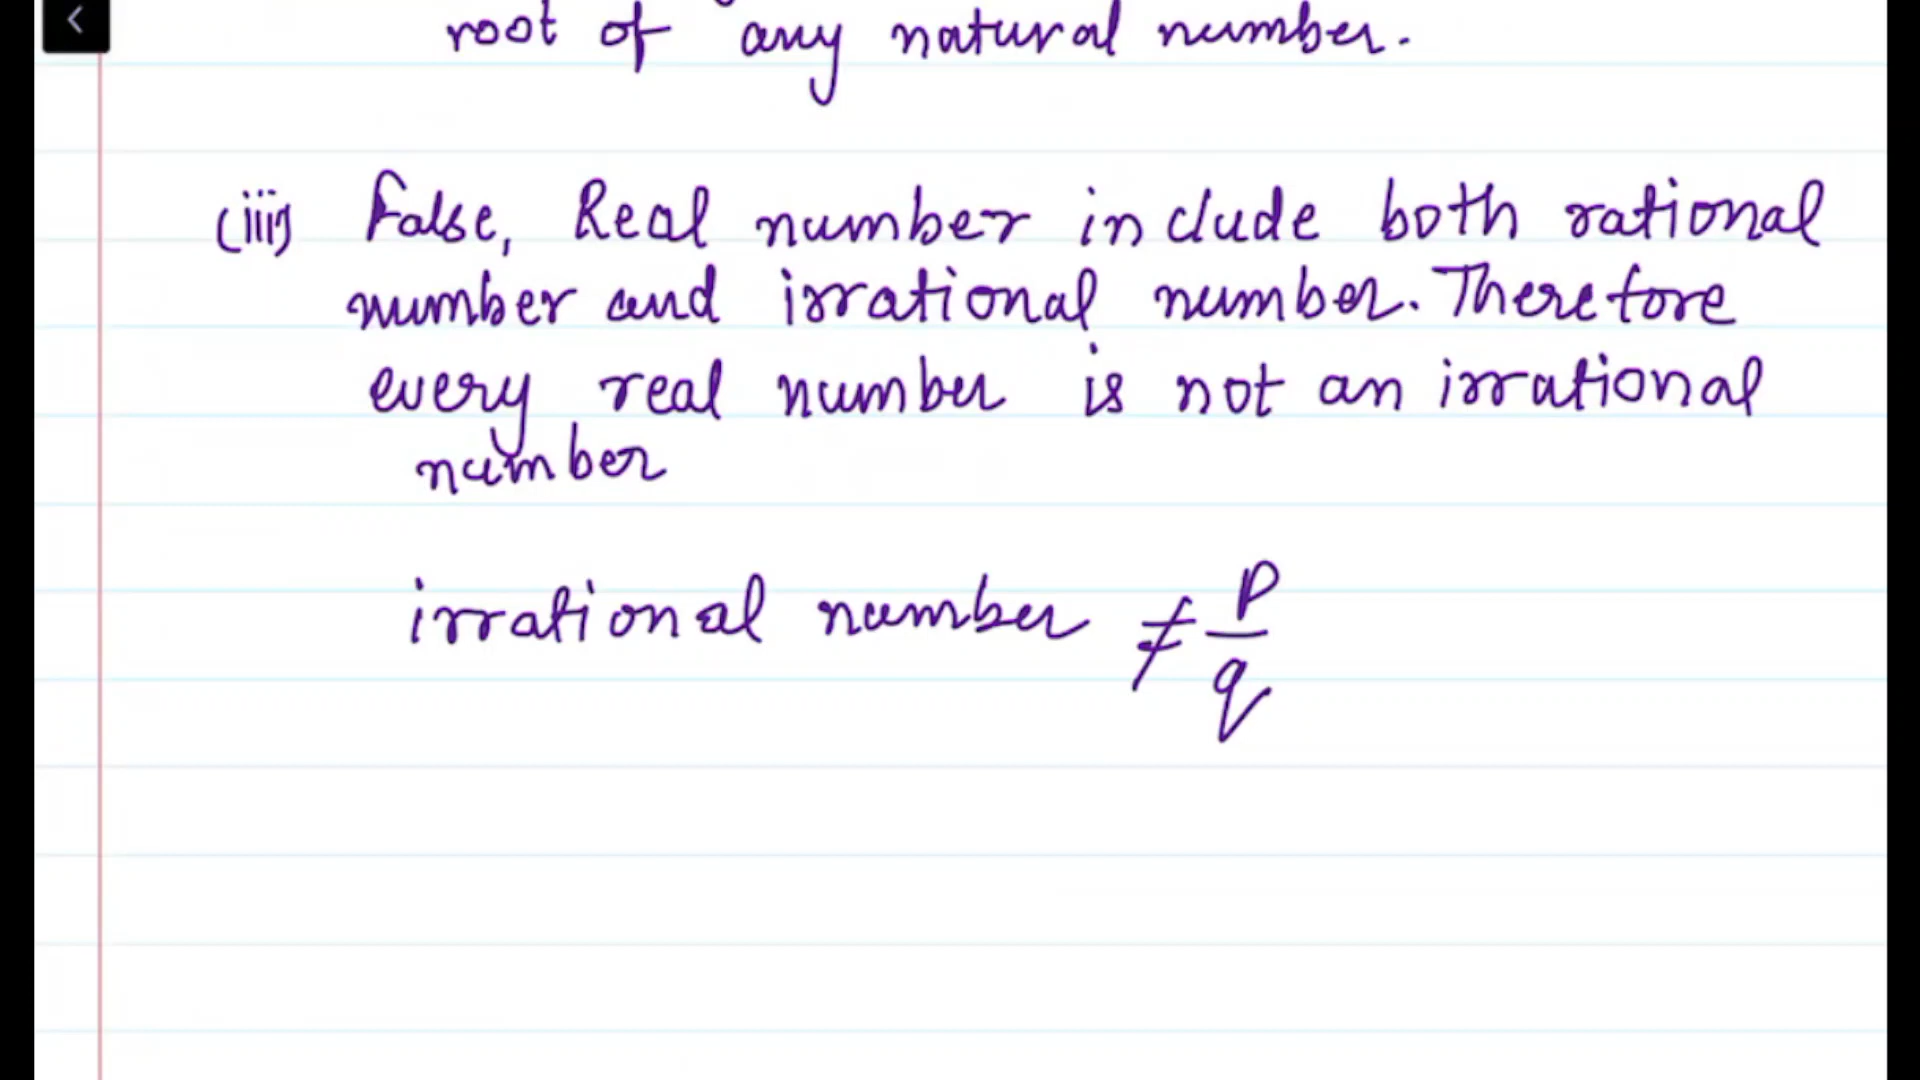 root of any natural number.
(iii) False, Real number include both rational
number and irrational number. Therefore
every real number is not an irrational
number
irrational number ≠ p/q